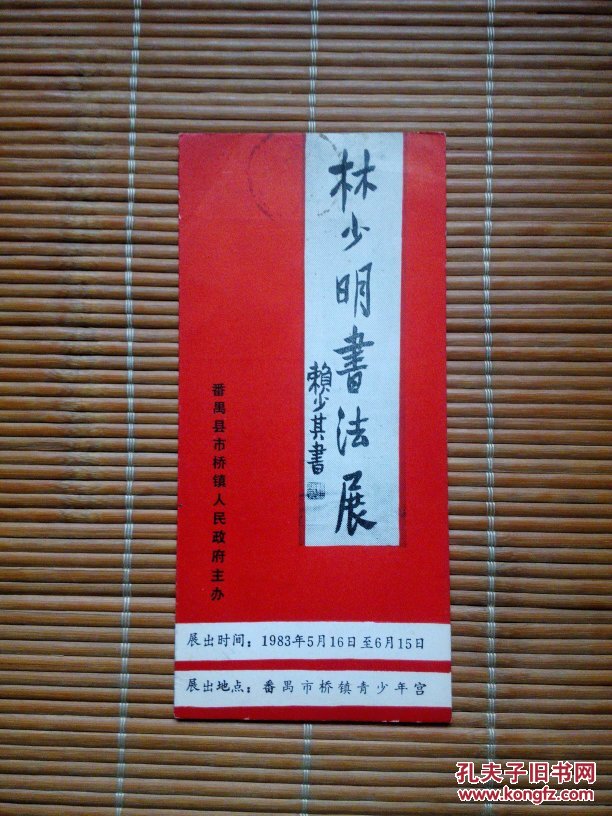 林少明書法展
賴少其書
番禺县市桥镇人民政府主办
展出时间：1983年5月16日至6月15日
展出地点：番禺市桥镇青少年宫
孔夫子旧书网
www.kongfz.com